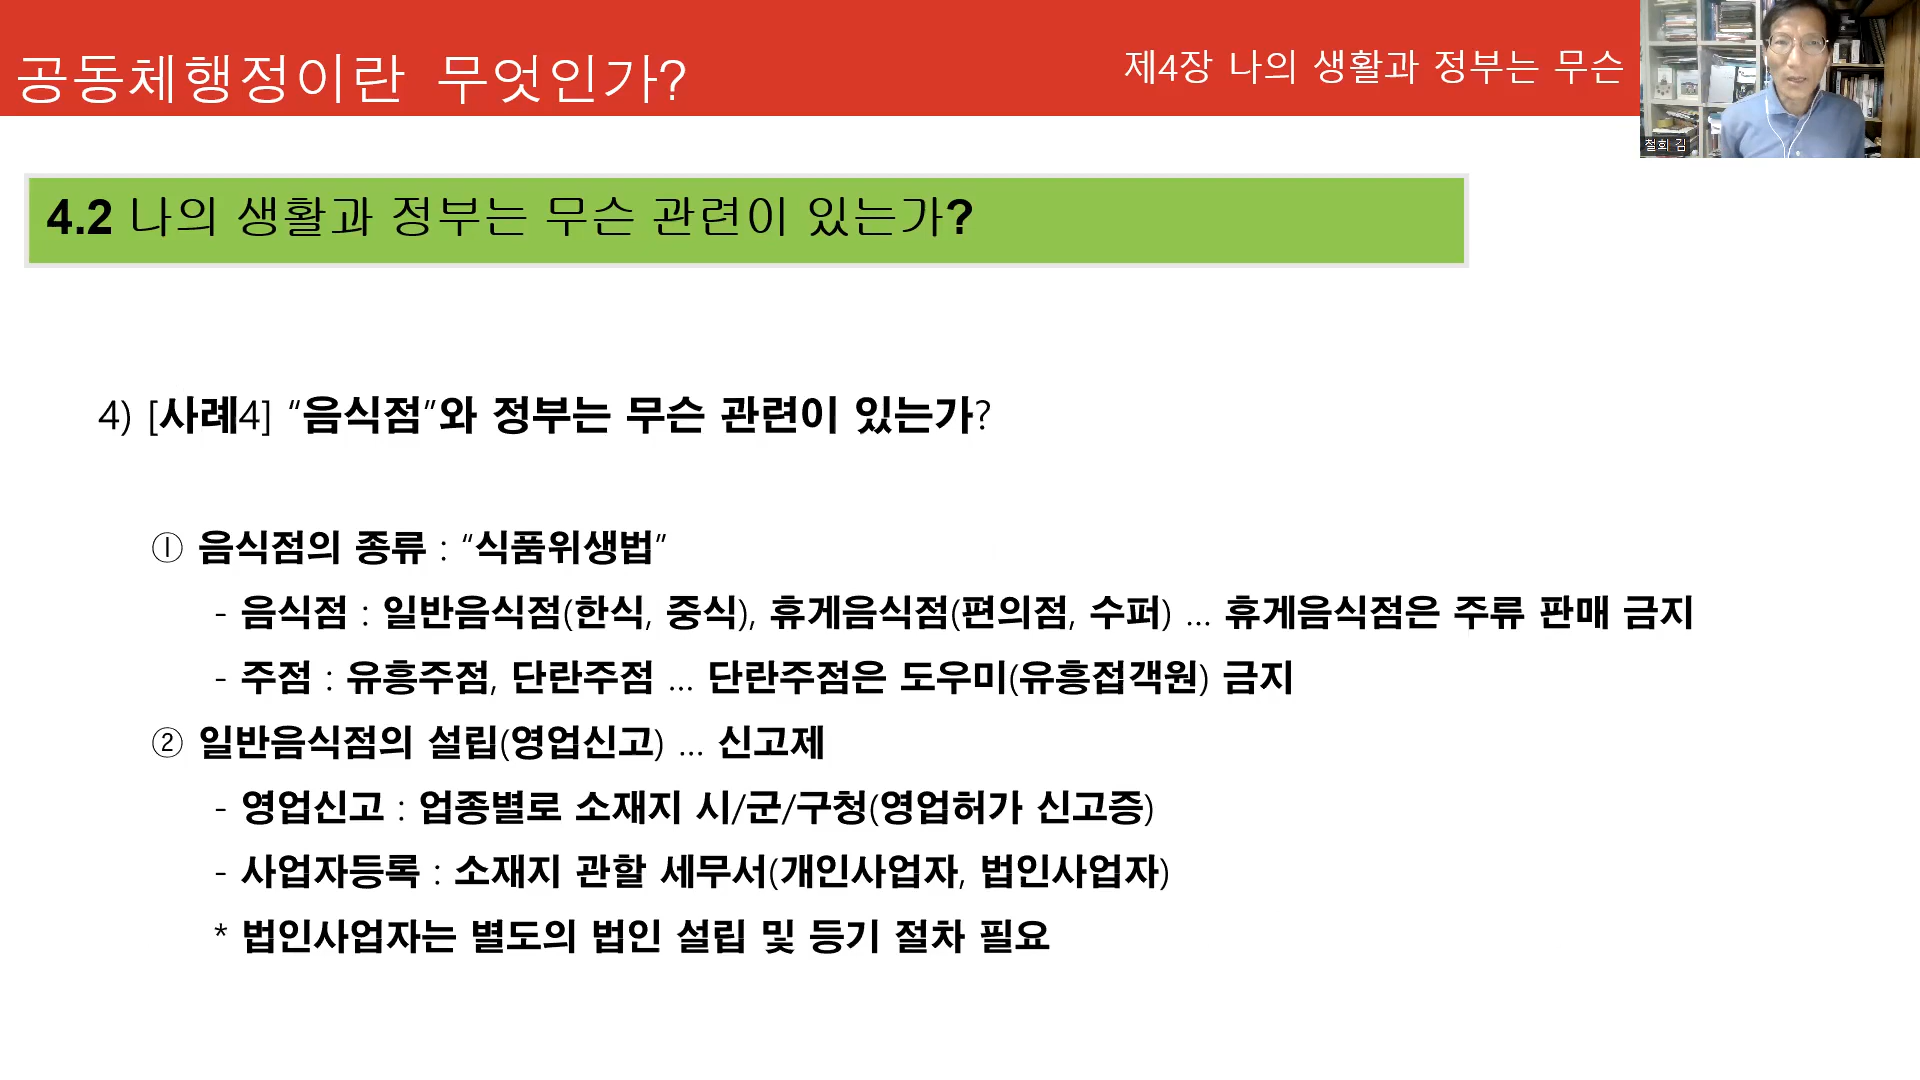 공동체행정이란 무엇인가?
제4장 나의 생활과 정부는 무슨
철회 김
4.2 나의 생활과 정부는 무슨 관련이 있는가?
4) [사례4] “음식점”와 정부는 무슨 관련이 있는가?
① 음식점의 종류 : “식품위생법”
- 음식점 : 일반음식점(한식, 중식), 휴게음식점(편의점, 수퍼) ... 휴게음식점은 주류 판매 금지
- 주점 : 유흥주점, 단란주점 ... 단란주점은 도우미(유흥접객원) 금지
② 일반음식점의 설립(영업신고) ... 신고제
- 영업신고 : 업종별로 소재지 시/군/구청(영업허가 신고증)
- 사업자등록 : 소재지 관할 세무서(개인사업자, 법인사업자)
* 법인사업자는 별도의 법인 설립 및 등기 절차 필요